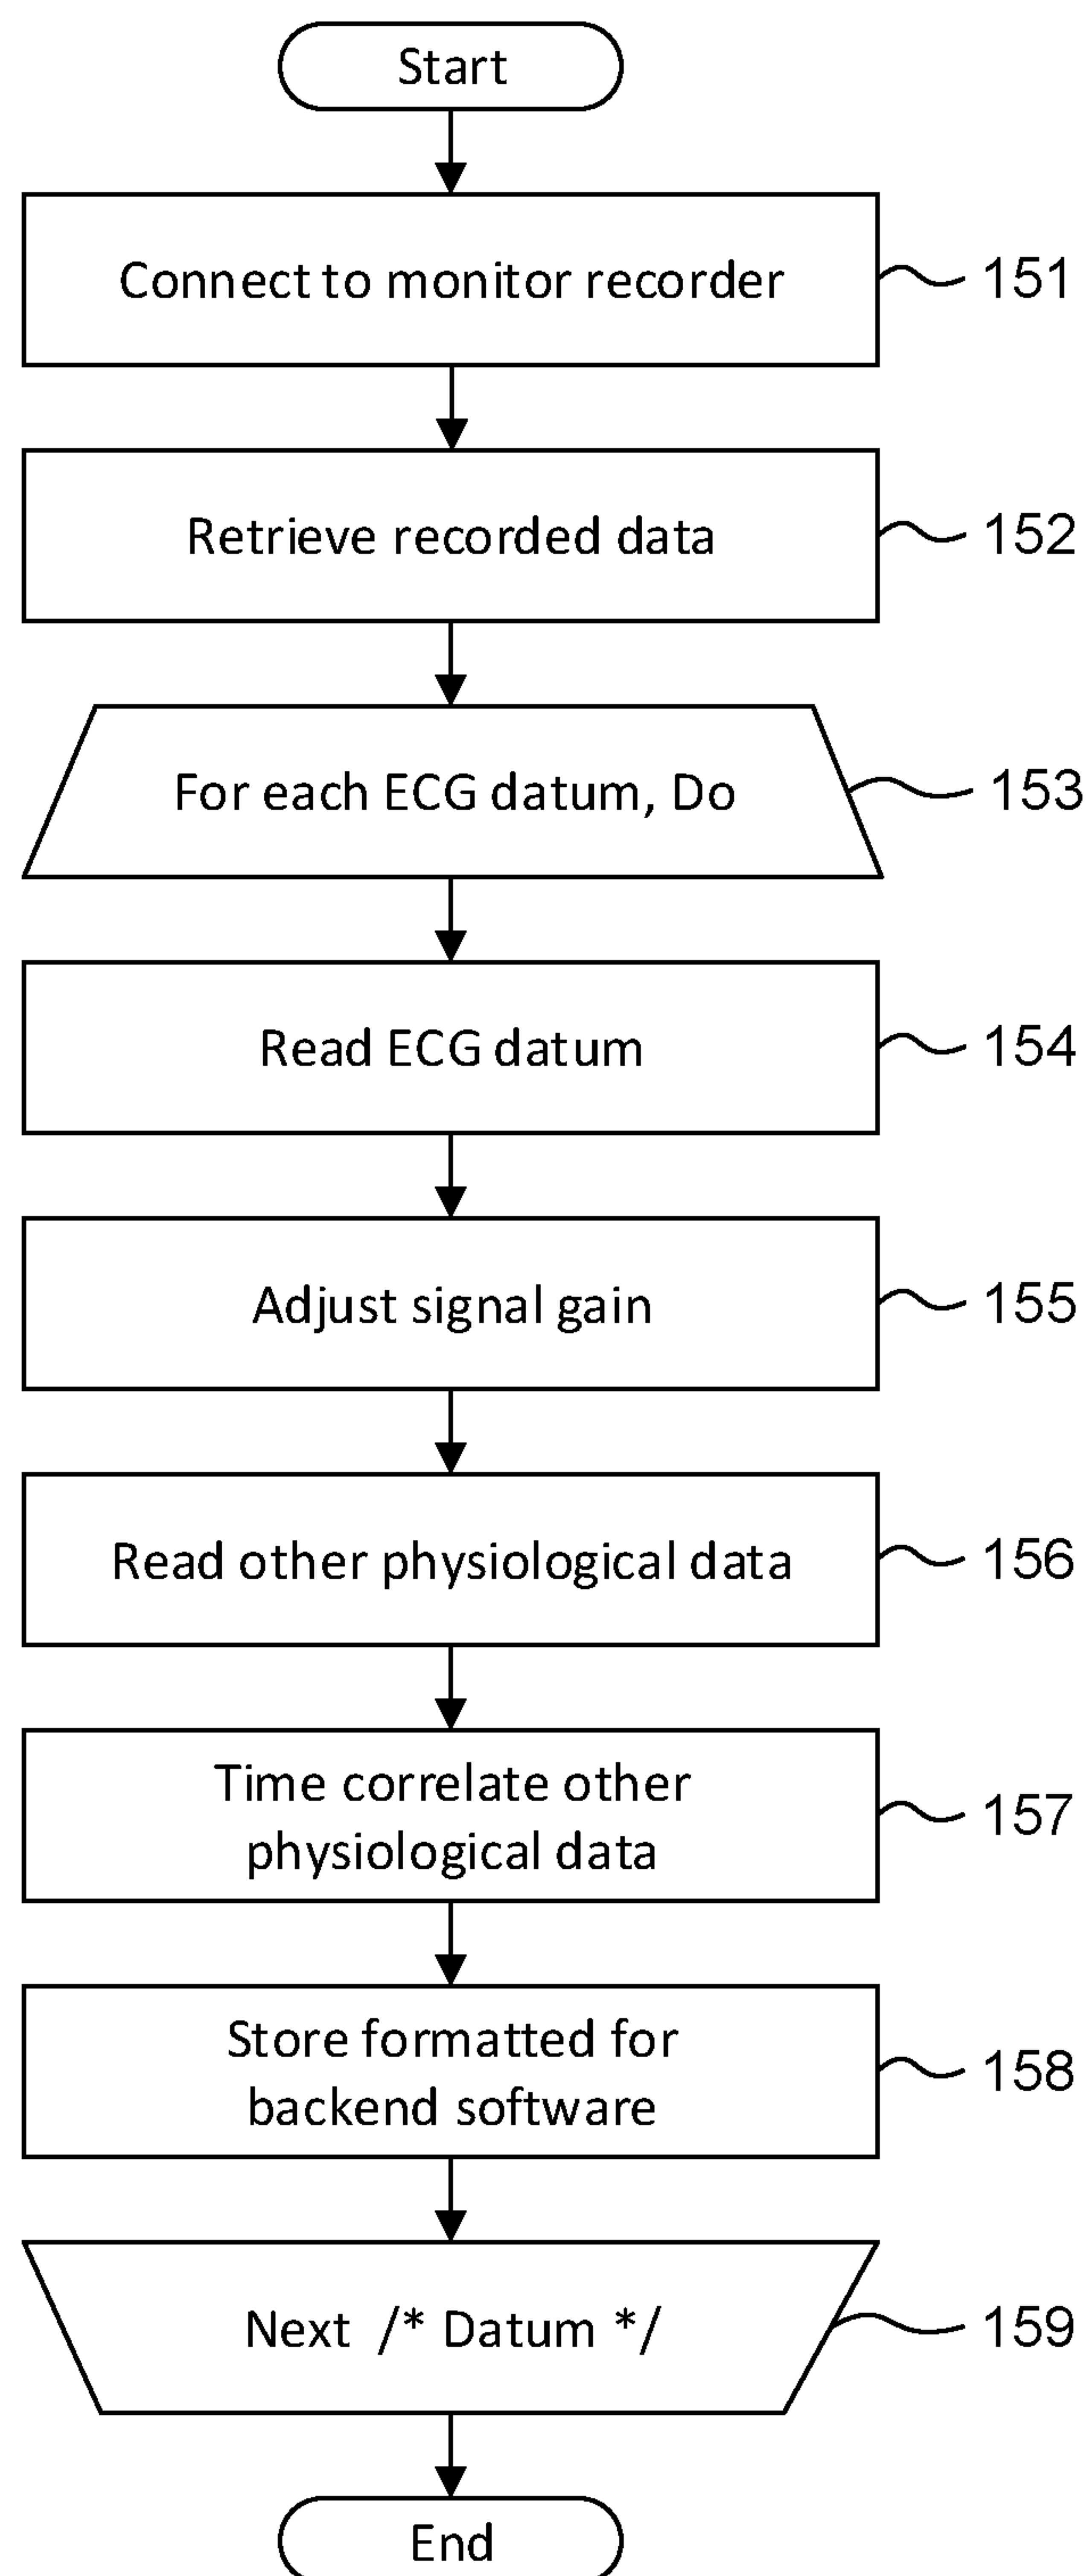 Start
Connect to monitor recorder
151
Retrieve recorded data
152
For each ECG datum, Do
153
Read ECG datum
154
Adjust signal gain
155
Read other physiological data
156
Time correlate other
physiological data
157
Store formatted for
backend software
158
Next /* Datum */
159
End